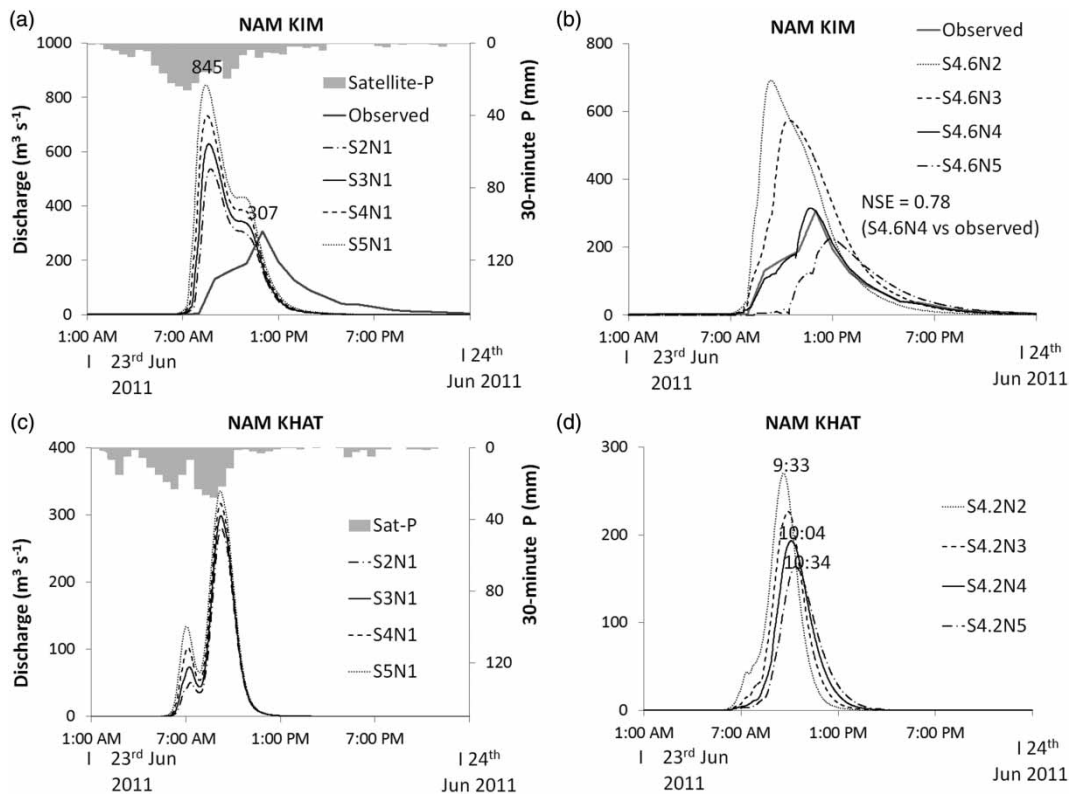 (a)
NAM KIM
1000
800
600
400
200
0
Discharge (m³ s⁻¹)
845
307
Satellite-P
Observed
S2N1
S3N1
S4N1
S5N1
0
40
80
120
30-minute P (mm)
1:00 AM 7:00 AM 1:00 PM 7:00 PM
I 23rd Jun
2011
I 24th
Jun 2011
(b)
NAM KIM
800
600
400
200
0
Observed
S4.6N2
S4.6N3
S4.6N4
S4.6N5
NSE = 0.78
(S4.6N4 vs observed)
1:00 AM 7:00 AM 1:00 PM 7:00 PM
I 23rd Jun
2011
I 24th
Jun 2011
(c)
NAM KHAT
400
300
200
100
0
Discharge (m³ s⁻¹)
Sat-P
S2N1
S3N1
S4N1
S5N1
0
40
80
120
30-minute P (mm)
1:00 AM 7:00 AM 1:00 PM 7:00 PM
I 23rd Jun
2011
I 24th
Jun 2011
(d)
NAM KHAT
300
200
100
0
9:33
10:04
10:34
S4.2N2
S4.2N3
S4.2N4
S4.2N5
1:00 AM 7:00 AM 1:00 PM 7:00 PM
I 23rd Jun
2011
I 24th
Jun 2011